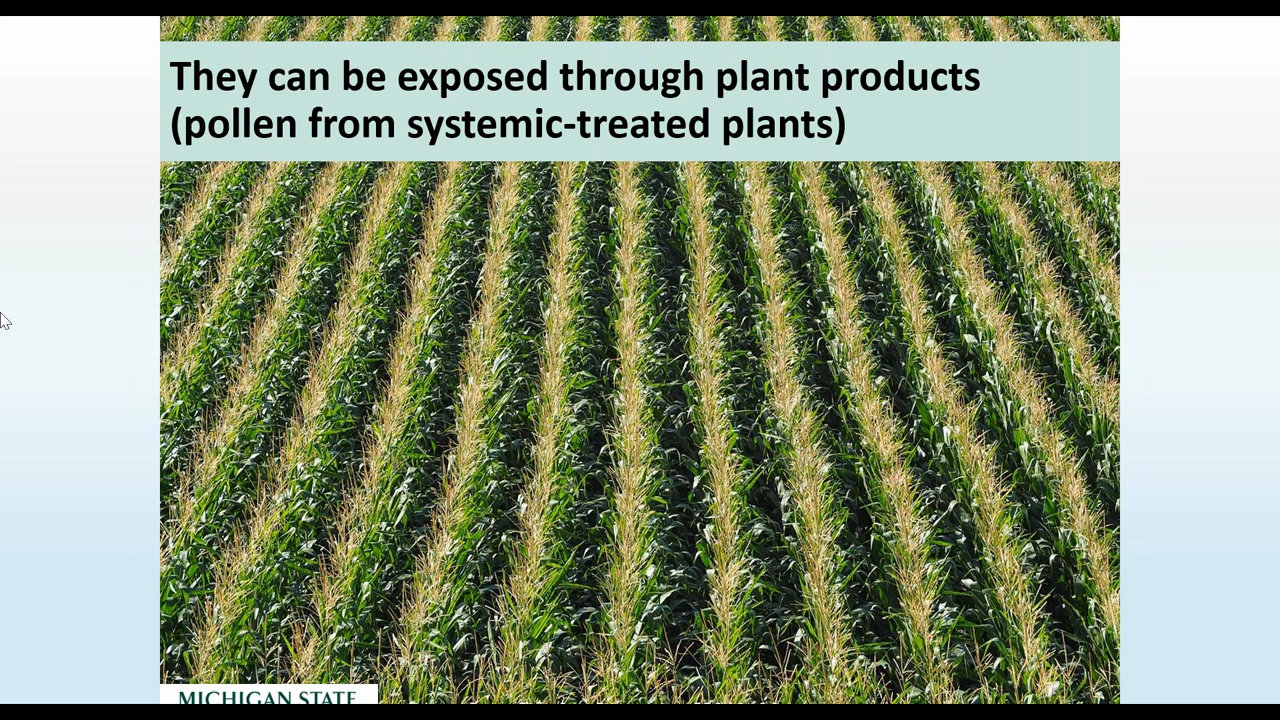 They can be exposed through plant products
(pollen from systemic-treated plants)
MICHIGAN STATE